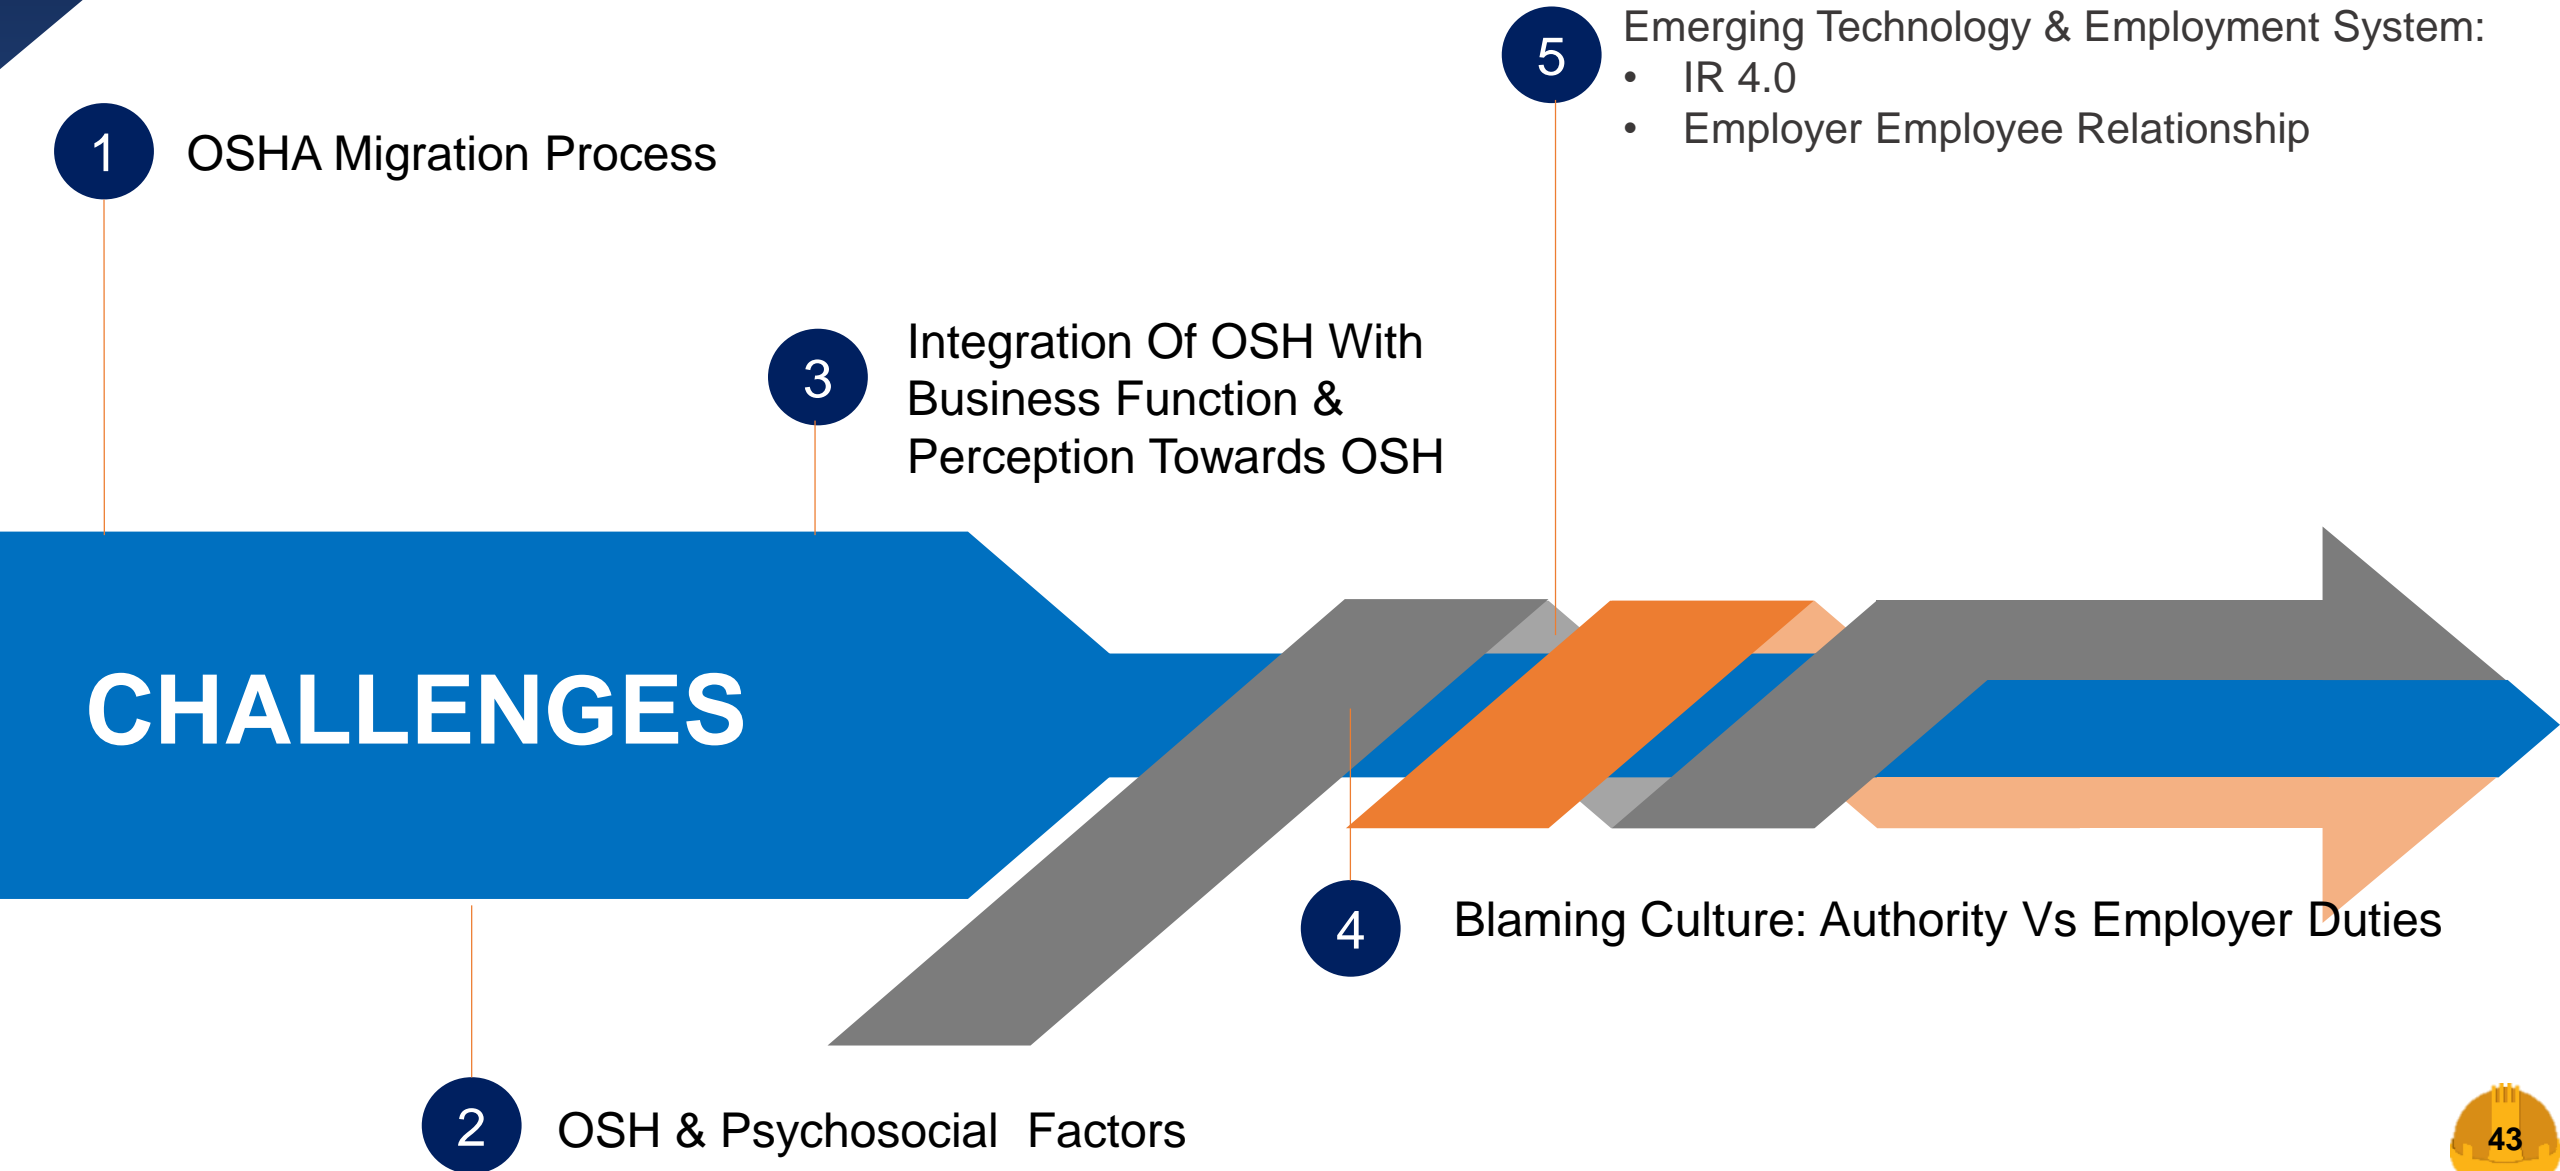 1
OSHA Migration Process
2
OSH & Psychosocial  Factors
3
Integration Of OSH With
Business Function &
Perception Towards OSH
4
Blaming Culture: Authority Vs Employer Duties
5
Emerging Technology & Employment System:
• IR 4.0
• Employer Employee Relationship
CHALLENGES
43